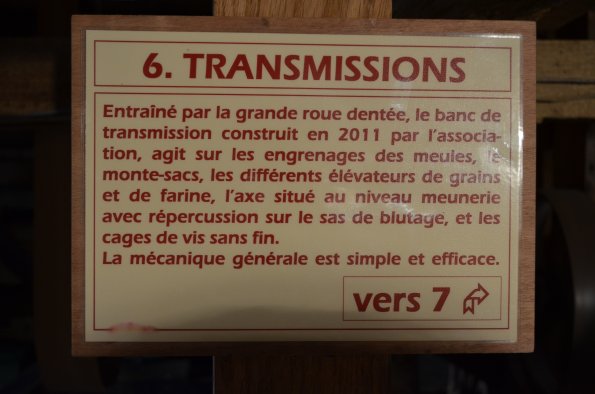 6. TRANSMISSIONS
Entraîné par la grande roue dentée, le banc de
transmission construit en 2011 par l'associa-
tion, agit sur les engrenages des meules, le
monte-sacs, les différents élévateurs de grains
et de farine, l'axe situé au niveau meunerie
avec répercussion sur le sas de blutage, et les
cages de vis sans fin.
La mécanique générale est simple et efficace.
vers 7